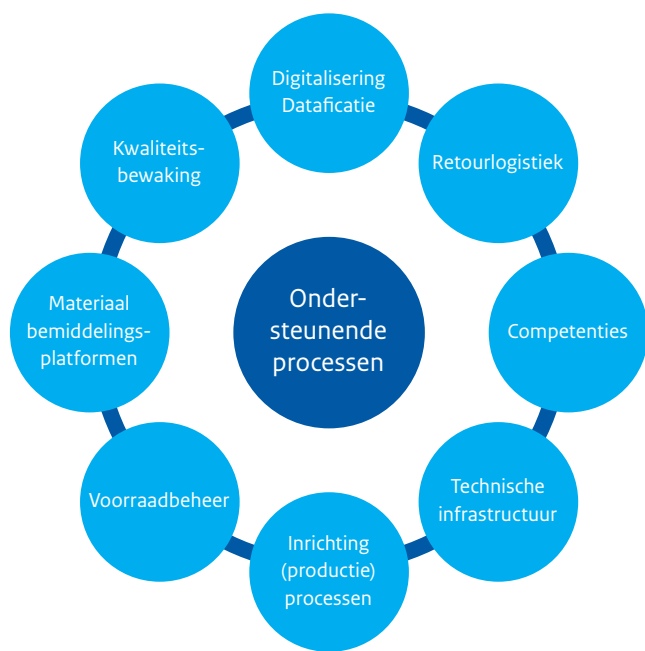 Digitalisering
Dataficatie
Retourlogistiek
Competenties
Technische
infrastructuur
Inrichting
(productie)
processen
Voorraadbeheer
Materiaal
bemiddelings-
platformen
Kwaliteits-
bewaking
Onder-
steunende
processen